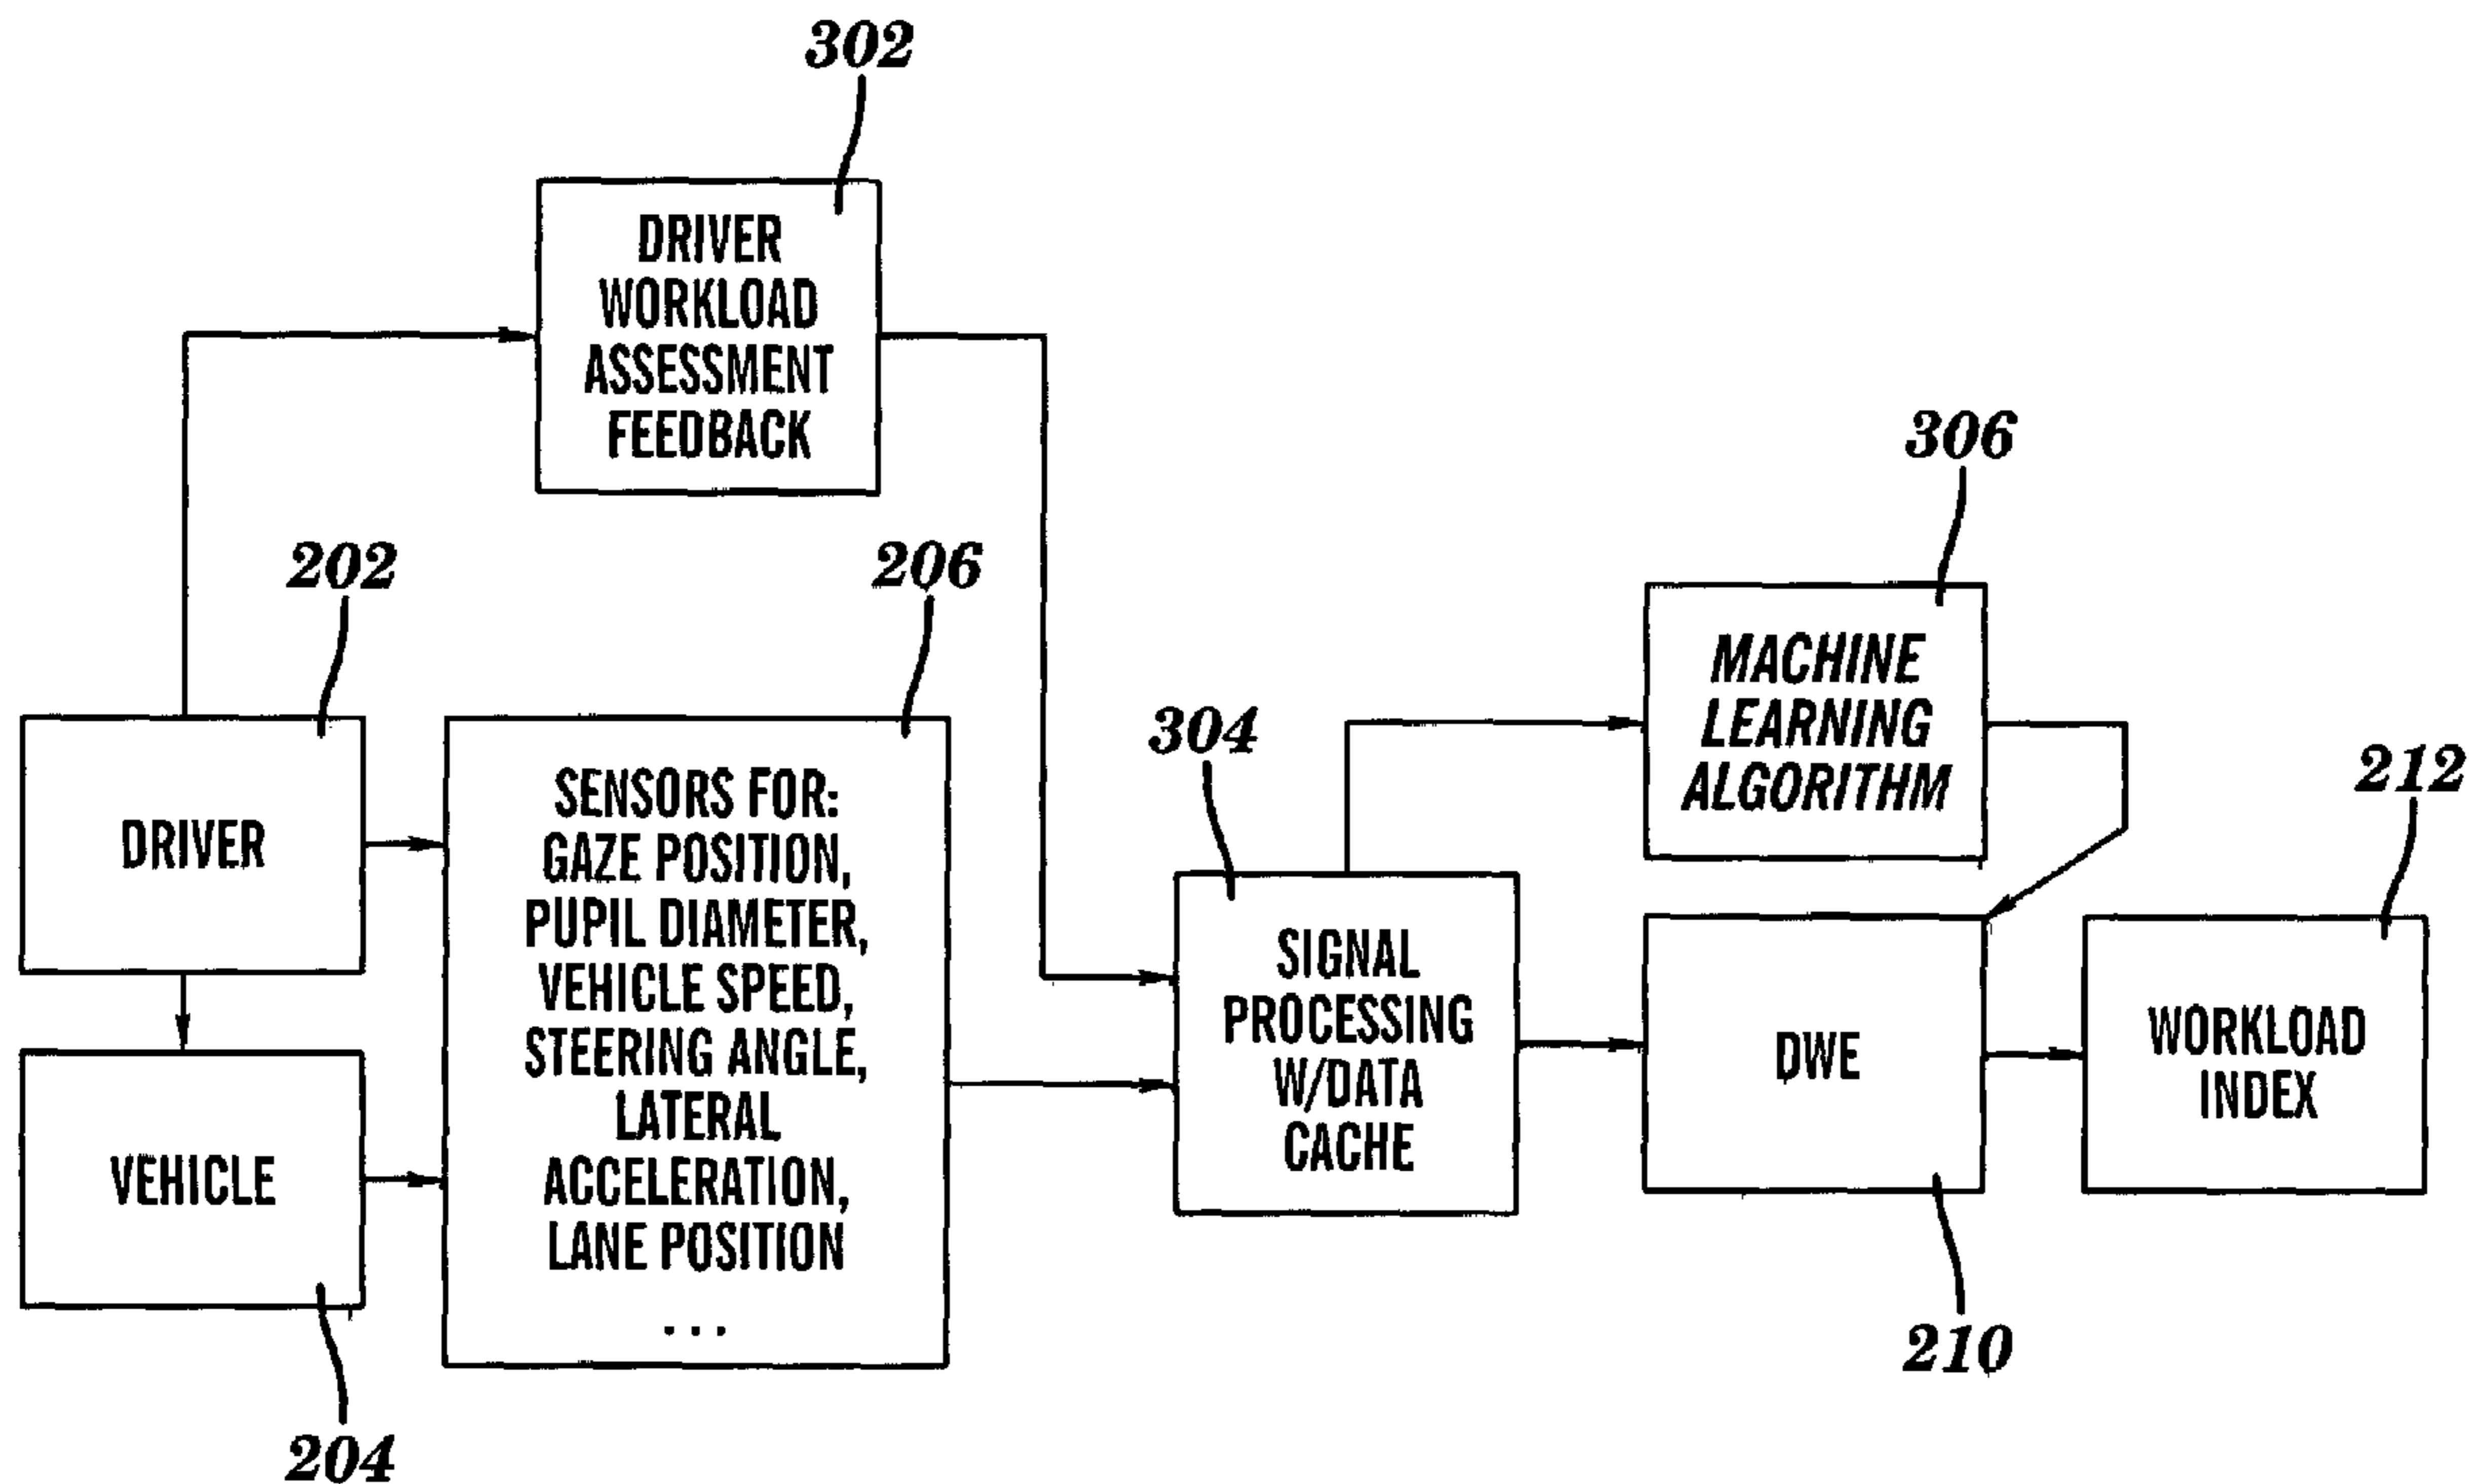 302
DRIVER
WORKLOAD
ASSESSMENT
FEEDBACK
306
202
206
MACHINE
LEARNING
ALGORITHM
304
212
DRIVER
SENSORS FOR:
GAZE POSITION,
PUPIL DIAMETER,
VEHICLE SPEED,
STEERING ANGLE,
LATERAL
ACCELERATION,
LANE POSITION
...
SIGNAL
PROCESSING
W/DATA
CACHE
DWE
WORKLOAD
INDEX
VEHICLE
210
204